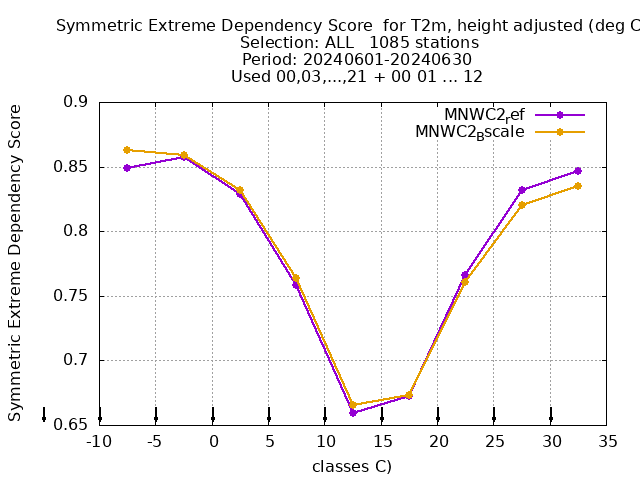 Symmetric Extreme Dependency Score  for T2m, height adjusted (deg C
Selection: ALL   1085 stations
Period: 20240601-20240630
Used 00,03,...,21 + 00 01 ... 12
MNWC2ref
MNWC2Bscale
Symmetric Extreme Dependency Score
0.9
0.85
0.8
0.75
0.7
0.65
-10 -5 0 5 10 15 20 25 30 35
classes C)